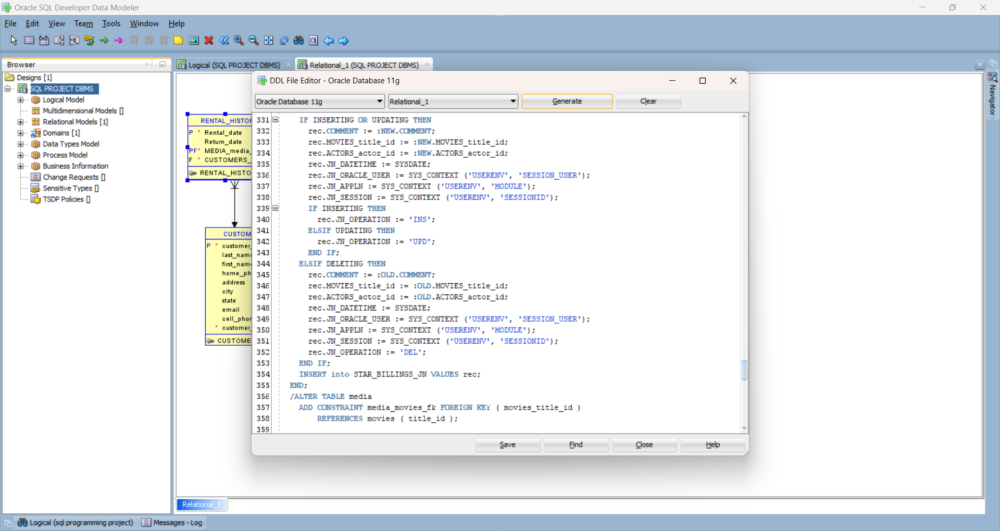 Oracle SQL Developer Data Modeler
File Edit View Team Tools Window Help
Browser
Designs [1]
SQL PROJECT DBMS
Logical Model
Multidimensional Models []
Relational Models [1]
Domains [1]
Data Types Model
Process Model
Business Information
Change Requests []
Sensitive Types []
TSDP Policies []
Logical (SQL PROJECT DBMS)
Relational_1 (SQL PROJECT DBMS)
Navigator
RENTAL_HISTOR
P * Rental_date
Return_date
PF* MEDIA_media_
F * CUSTOMERS_
RENTAL_HISTO
CUSTOM
P * customer_
last_nam
first_nam
home_ph
address
city
state
email
cell_phon
* customer_
CUSTOME
DDL File Editor - Oracle Database 11g
Oracle Database 11g
Relational_1
Generate
Clear
331 IF INSERTING OR UPDATING THEN
332 rec.COMMENT := :NEW.COMMENT;
333 rec.MOVIES_title_id := :NEW.MOVIES_title_id;
334 rec.ACTORS_actor_id := :NEW.ACTORS_actor_id;
335 rec.JN_DATETIME := SYSDATE;
336 rec.JN_ORACLE_USER := SYS_CONTEXT ('USERENV', 'SESSION_USER');
337 rec.JN_APPLN := SYS_CONTEXT ('USERENV', 'MODULE');
338 rec.JN_SESSION := SYS_CONTEXT ('USERENV', 'SESSIONID');
339 IF INSERTING THEN
340 rec.JN_OPERATION := 'INS';
341 ELSIF UPDATING THEN
342 rec.JN_OPERATION := 'UPD';
343 END IF;
344 ELSIF DELETING THEN
345 rec.COMMENT := :OLD.COMMENT;
346 rec.MOVIES_title_id := :OLD.MOVIES_title_id;
347 rec.ACTORS_actor_id := :OLD.ACTORS_actor_id;
348 rec.JN_DATETIME := SYSDATE;
349 rec.JN_ORACLE_USER := SYS_CONTEXT ('USERENV', 'SESSION_USER');
350 rec.JN_APPLN := SYS_CONTEXT ('USERENV', 'MODULE');
351 rec.JN_SESSION := SYS_CONTEXT ('USERENV', 'SESSIONID');
352 rec.JN_OPERATION := 'DEL';
353 END IF;
354 INSERT into STAR_BILLINGS_JN VALUES rec;
355 END;
356 /ALTER TABLE media
357 ADD CONSTRAINT media_movies_fk FOREIGN KEY ( movies_title_id )
358 REFERENCES movies ( title_id );
359
Save
Find
Close
Help
Relational_1
Logical (sql programming project)
Messages - Log